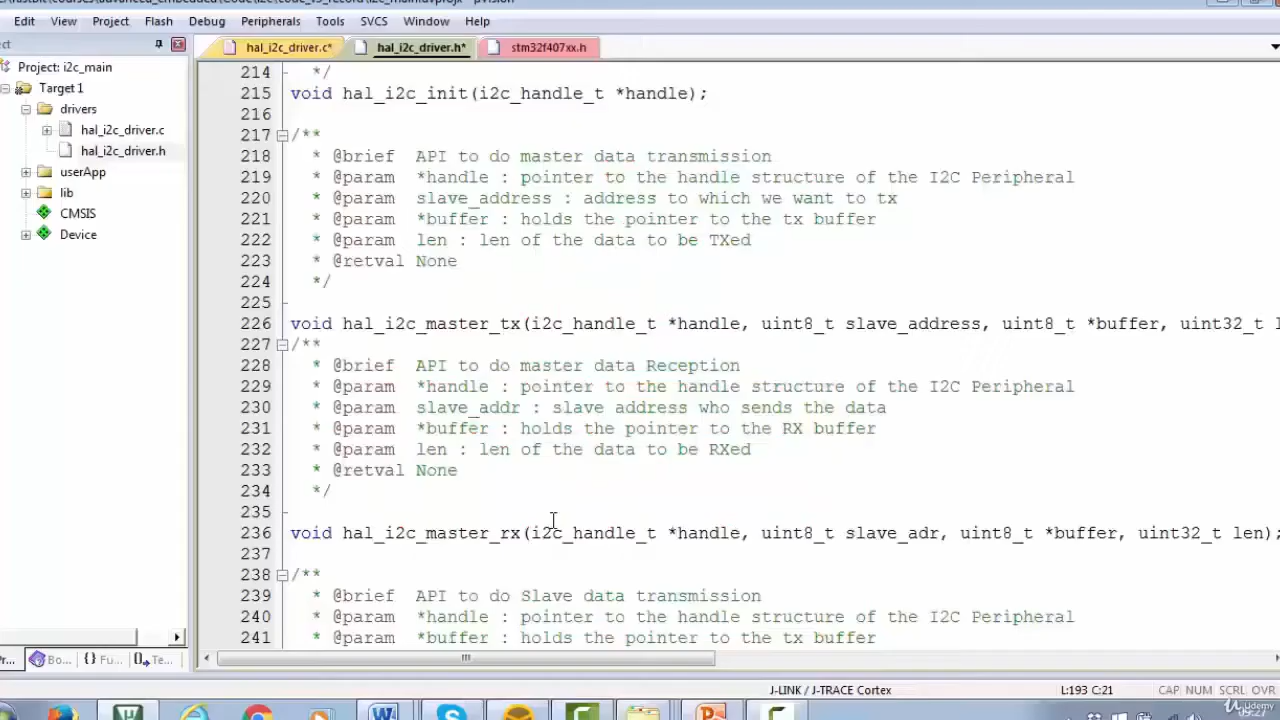 Edit View Project Flash Debug Peripherals Tools SVCS Window Help
hal_i2c_driver.c* hal_i2c_driver.h* stm32f407xx.h
Project: i2c_main
Target 1
drivers
hal_i2c_driver.c
hal_i2c_driver.h
userApp
lib
CMSIS
Device
214 */
215 void hal_i2c_init(i2c_handle_t *handle);
216
217 /**
218 * @brief API to do master data transmission
219 * @param *handle : pointer to the handle structure of the I2C Peripheral
220 * @param slave_address : address to which we want to tx
221 * @param *buffer : holds the pointer to the tx buffer
222 * @param len : len of the data to be TXed
223 * @retval None
224 */
225
226 void hal_i2c_master_tx(i2c_handle_t *handle, uint8_t slave_address, uint8_t *buffer, uint32_t l
227 /**
228 * @brief API to do master data Reception
229 * @param *handle : pointer to the handle structure of the I2C Peripheral
230 * @param slave_addr : slave address who sends the data
231 * @param *buffer : holds the pointer to the RX buffer
232 * @param len : len of the data to be RXed
233 * @retval None
234 */
235
236 void hal_i2c_master_rx(i2c_handle_t *handle, uint8_t slave_adr, uint8_t *buffer, uint32_t len);
237
238 /**
239 * @brief API to do Slave data transmission
240 * @param *handle : pointer to the handle structure of the I2C Peripheral
241 * @param *buffer : holds the pointer to the tx buffer
Bo... {} Fu... Te...
J-LINK / J-TRACE Cortex L:193 C:21 CAP NUM SCRL OVR
Udemy